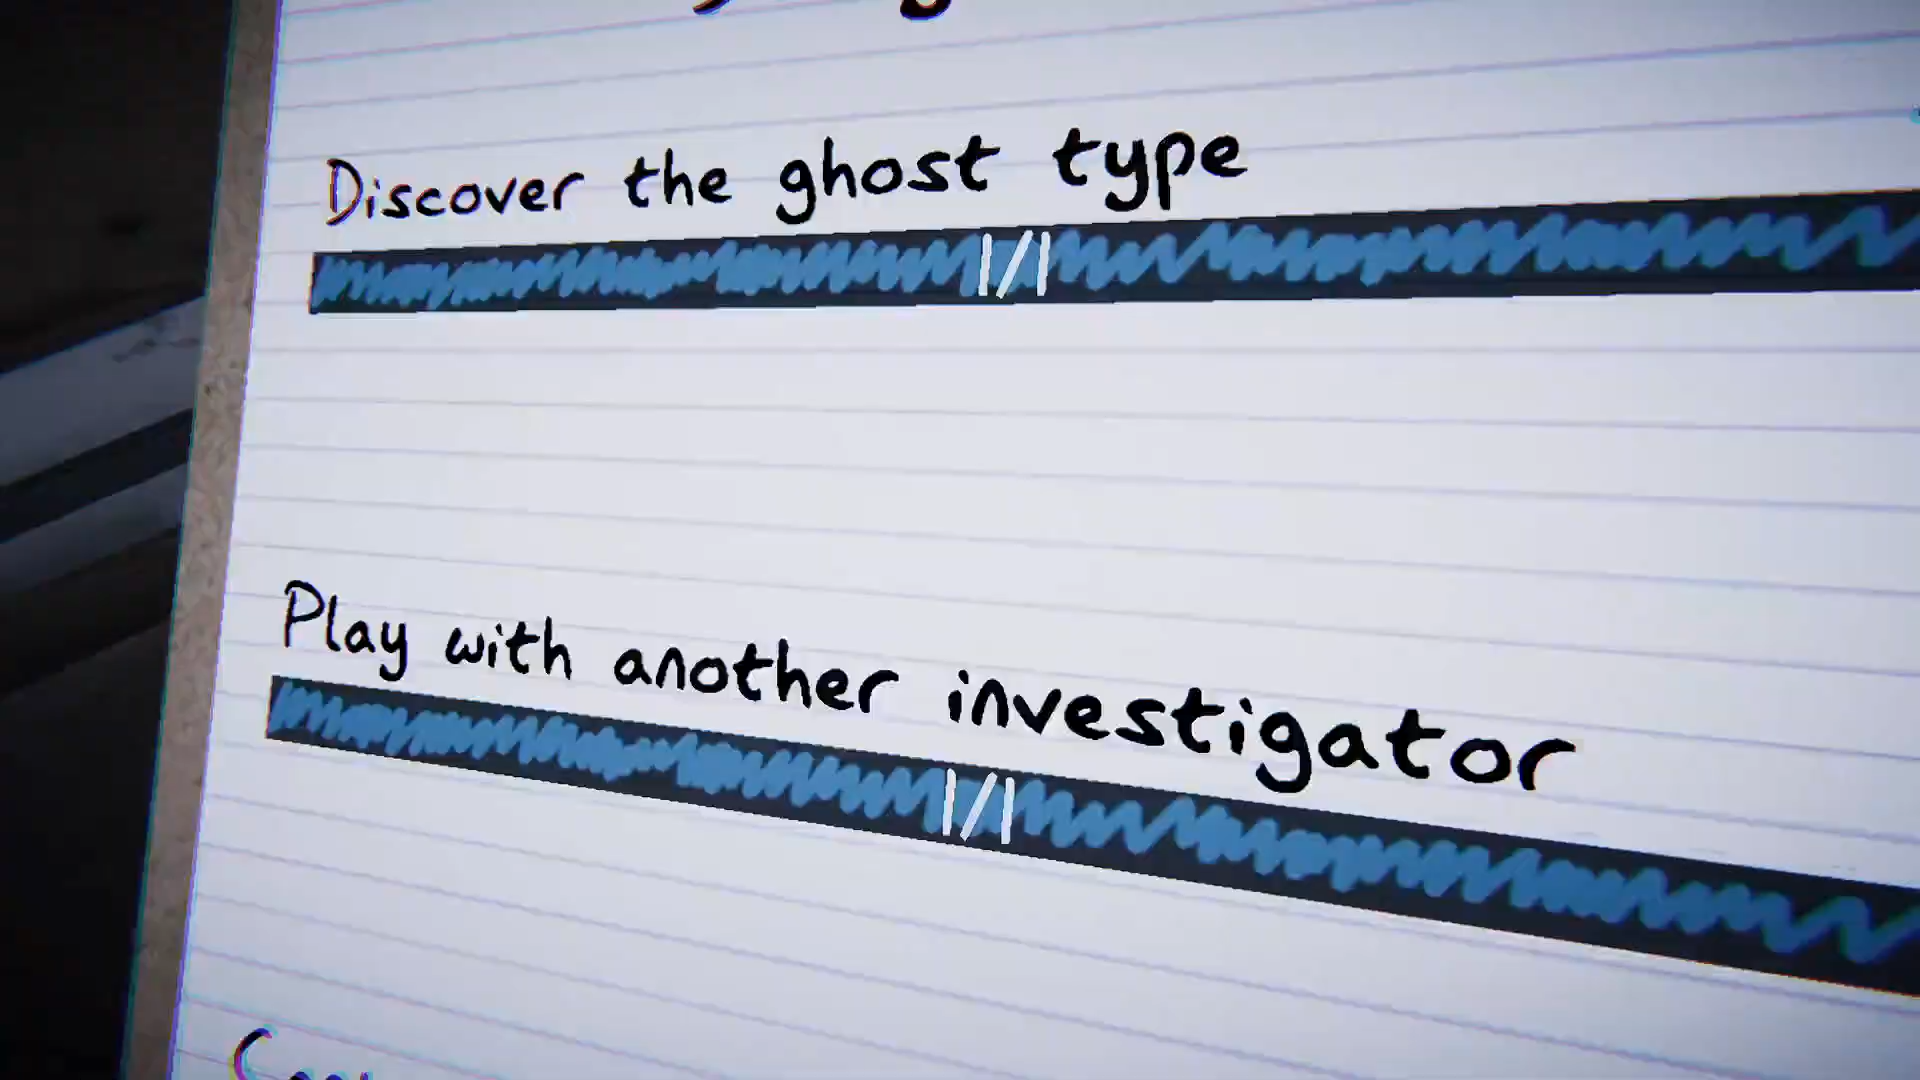 Discover the ghost type
1/1
Play with another investigator
1/1